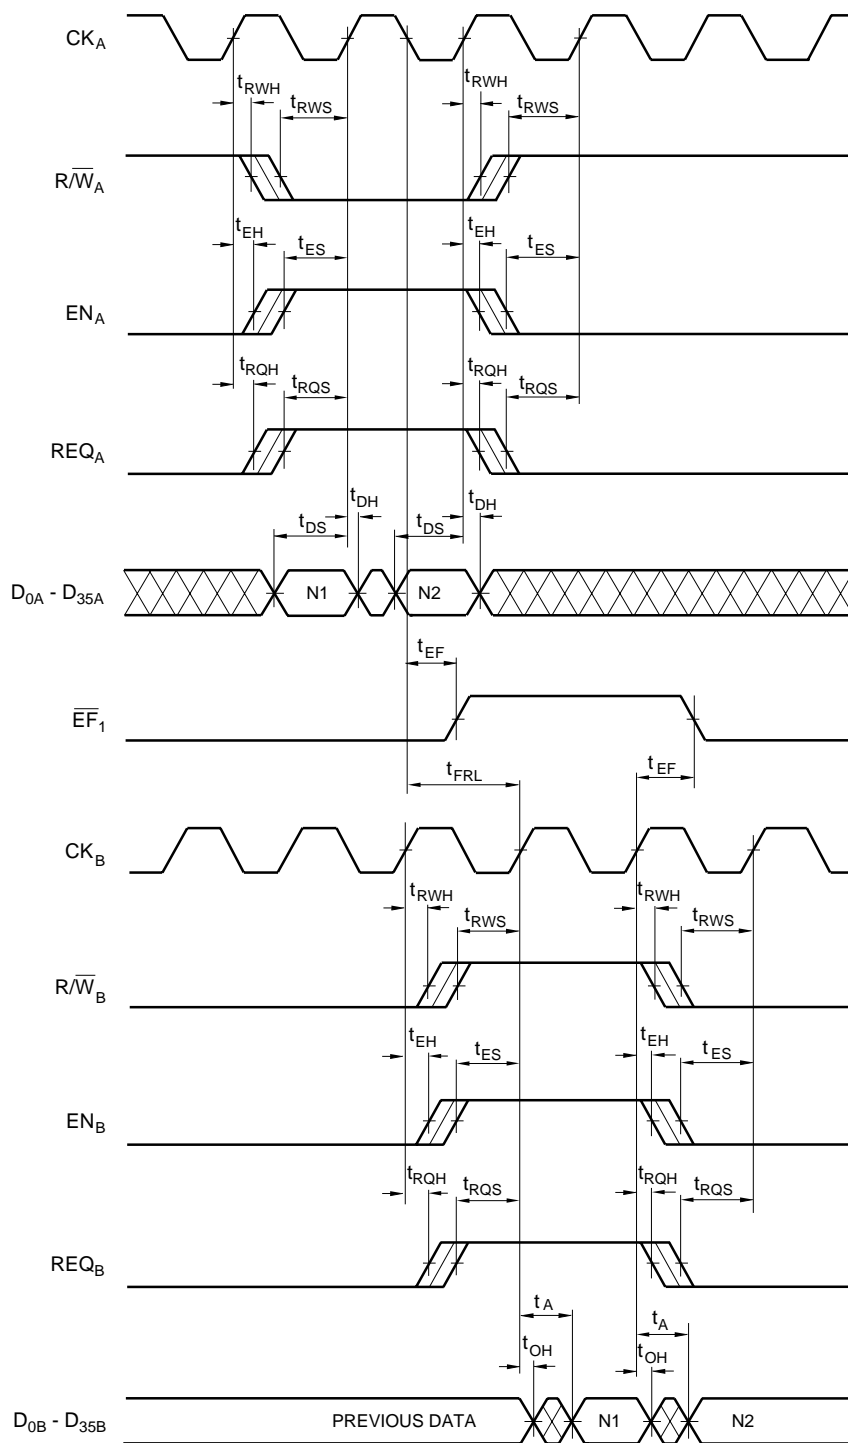 CKA
tRWH tRWS tRWH tRWS
R/W̅A
tEH tES tEH tES
ENA
tRQH tRQS tRQH tRQS
REQA
tDS tDH tDS tDH
D0A - D35A N1 N2
tEF
E̅F̅1
tFRL tEF
CKB
tRWH tRWS tRWH tRWS
R/W̅B
tEH tES tEH tES
ENB
tRQH tRQS tRQH tRQS
REQB
tA tA
tOH tOH
D0B - D35B PREVIOUS DATA N1 N2